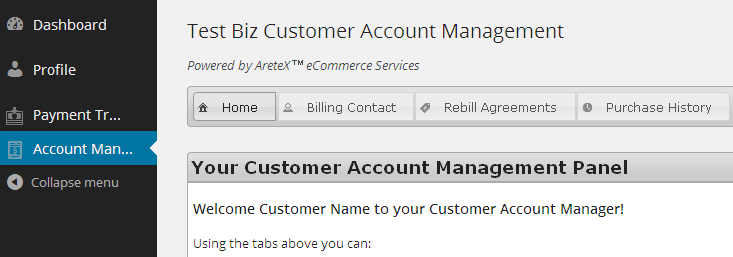 Dashboard
Profile
Payment Tr...
Account Man...
Collapse menu
Test Biz Customer Account Management
Powered by AreteX™ eCommerce Services
Home Billing Contact Rebill Agreements Purchase History
Your Customer Account Management Panel
Welcome Customer Name to your Customer Account Manager!
Using the tabs above you can: